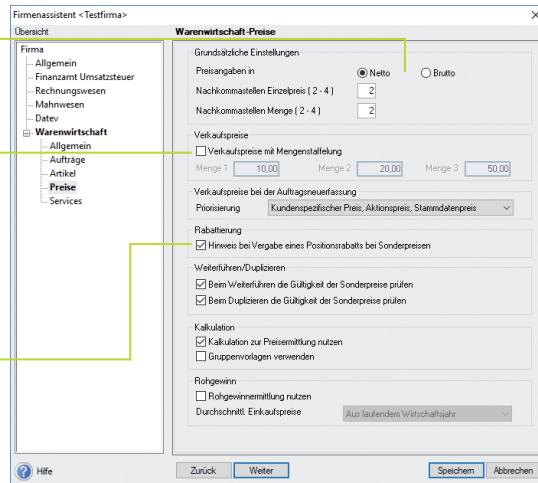 Firmenassistent <Testfirma>
Übersicht
Firma
Allgemein
Finanzamt Umsatzsteuer
Rechnungswesen
Mahnwesen
Datev
Warenwirtschaft
Allgemein
Aufträge
Artikel
Preise
Services
Warenwirtschaft-Preise
Grundsätzliche Einstellungen
Preisangaben in Netto Brutto
Nachkommastellen Einzelpreis ( 2 - 4 ) 2
Nachkommastellen Menge ( 2 - 4 ) 2
Verkaufspreise
Verkaufspreise mit Mengenstaffelung
Menge 1 10,00 Menge 2 20,00 Menge 3 50,00
Verkaufspreise bei der Auftragsneuerfassung
Priorisierung Kundenspezifischer Preis, Aktionspreis, Stammdatenpreis
Rabattierung
Hinweis bei Vergabe eines Positionsrabatts bei Sonderpreisen
Weiterführen/Duplizieren
Beim Weiterführen die Gültigkeit der Sonderpreise prüfen
Beim Duplizieren die Gültigkeit der Sonderpreise prüfen
Kalkulation
Kalkulation zur Preisermittlung nutzen
Gruppenvorlagen verwenden
Rohgewinn
Rohgewinnermittlung nutzen
Durchschnittl. Einkaufspreise Aus laufendem Wirtschaftsjahr
? Hilfe Zurück Weiter Speichern Abbrechen